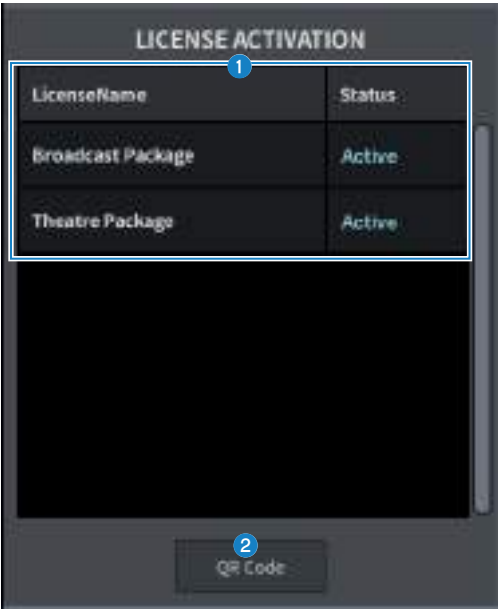 LICENSE ACTIVATION
1
LicenseName Status
Broadcast Package Active
Theatre Package Active
2
QR Code